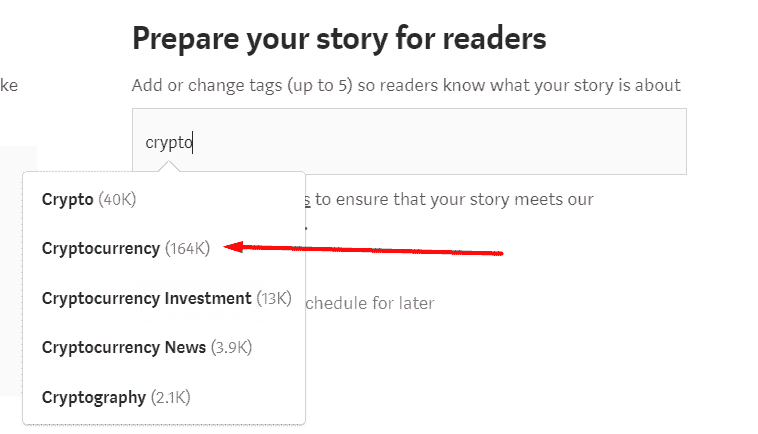 Prepare your story for readers
ke
Add or change tags (up to 5) so readers know what your story is about
crypto
Crypto (40K)
s to ensure that your story meets our
.
Cryptocurrency (164K)
Cryptocurrency Investment (13K)
chedule for later
Cryptocurrency News (3.9K)
Cryptography (2.1K)